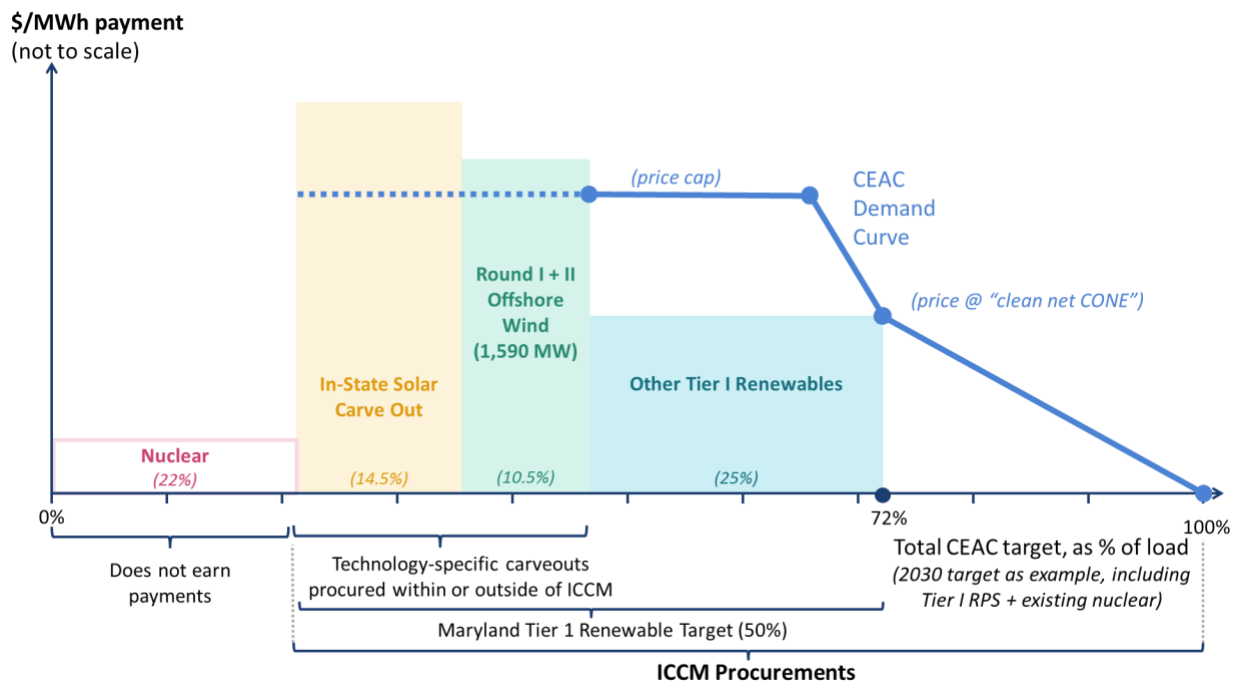 $/MWh payment
(not to scale)
(price cap)
CEAC
Demand
Curve
Round I + II
Offshore
Wind
(1,590 MW)
(price @ “clean net CONE”)
In-State Solar
Carve Out
Other Tier I Renewables
Nuclear
(22%)
(14.5%)
(10.5%)
(25%)
0%
72%
100%
Does not earn
payments
Technology-specific carveouts
procured within or outside of ICCM
Total CEAC target, as % of load
(2030 target as example, including
Tier I RPS + existing nuclear)
Maryland Tier 1 Renewable Target (50%)
ICCM Procurements